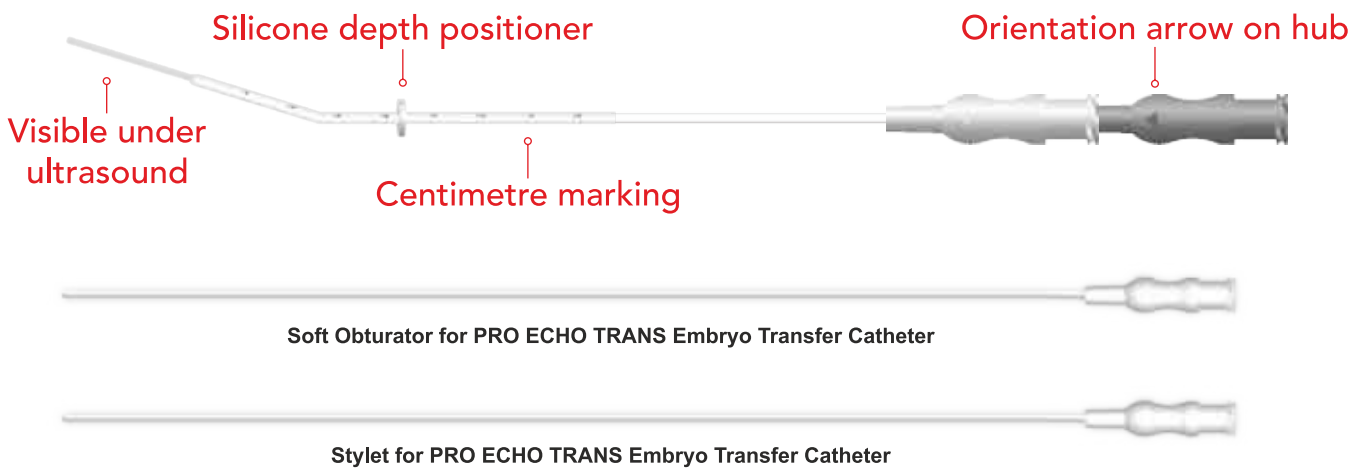 Silicone depth positioner
Orientation arrow on hub
Visible under
ultrasound
Centimetre marking
Soft Obturator for PRO ECHO TRANS Embryo Transfer Catheter
Stylet for PRO ECHO TRANS Embryo Transfer Catheter